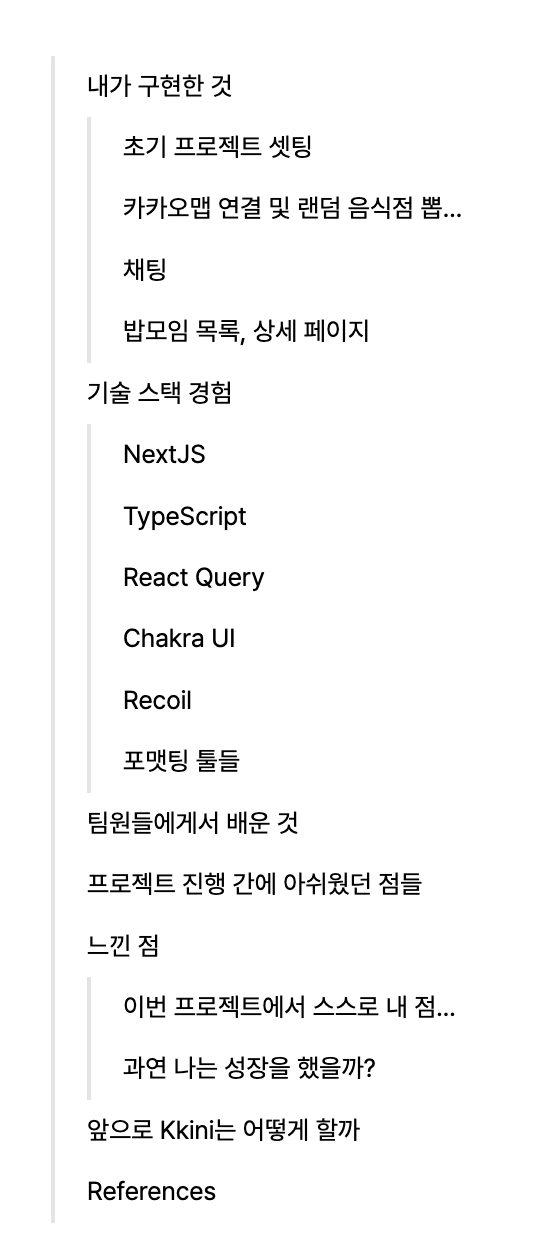 내가 구현한 것
초기 프로젝트 셋팅
카카오맵 연결 및 랜덤 음식점 뽑...
채팅
밥모임 목록, 상세 페이지
기술 스택 경험
NextJS
TypeScript
React Query
Chakra UI
Recoil
포맷팅 툴들
팀원들에게서 배운 것
프로젝트 진행 간에 아쉬웠던 점들
느낀 점
이번 프로젝트에서 스스로 내 점...
과연 나는 성장을 했을까?
앞으로 Kkini는 어떻게 할까
References